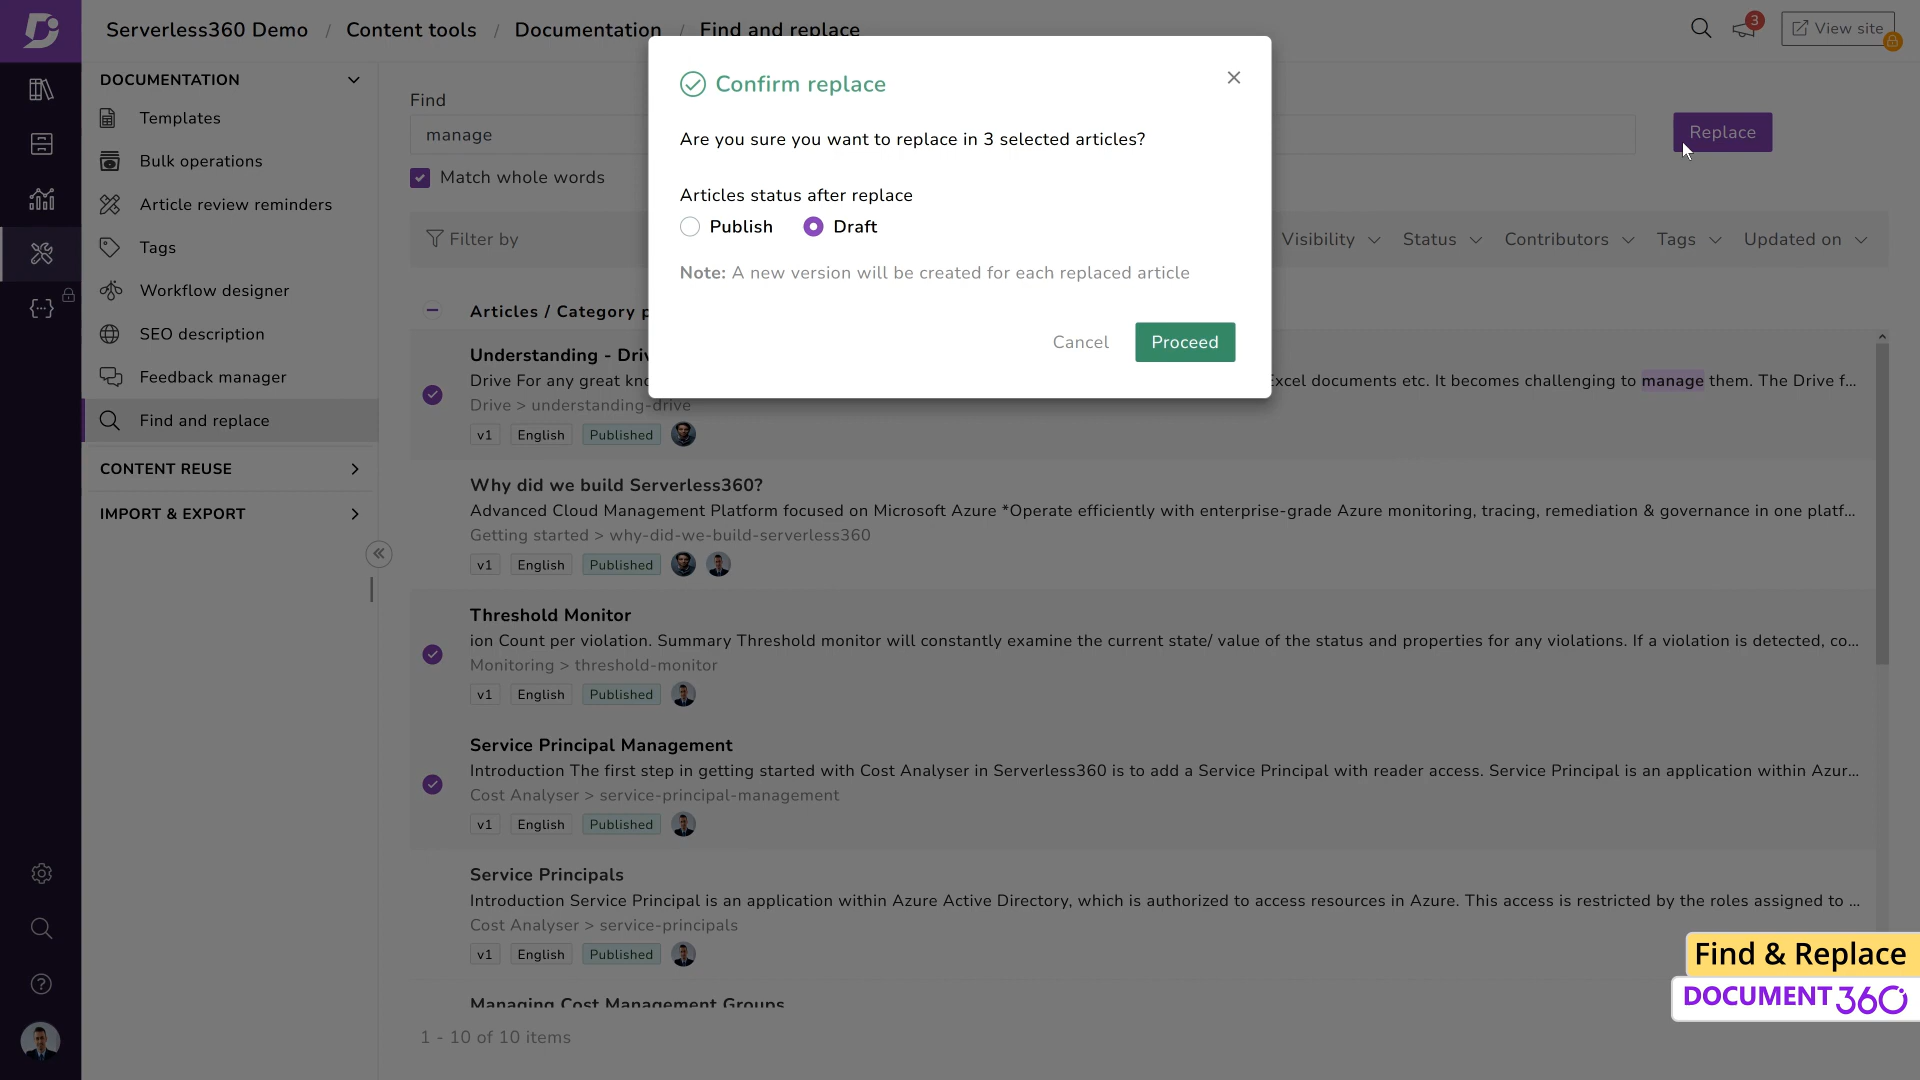 Serverless360 Demo / Content tools / Documentation / Find and replace
3
View site
DOCUMENTATION
Templates
Bulk operations
Article review reminders
Tags
Workflow designer
SEO description
Feedback manager
Find and replace
CONTENT REUSE
IMPORT & EXPORT
Find
manage
Match whole words
Replace
Filter by
Visibility
Status
Contributors
Tags
Updated on
Confirm replace
Are you sure you want to replace in 3 selected articles?
Articles status after replace
Publish
Draft
Note: A new version will be created for each replaced article
Cancel
Proceed
Articles / Category
Understanding -
Drive For any great
Excel documents etc. It becomes challenging to manage them. The Drive f...
Drive > understanding-drive
v1 English Published
Why did we build Serverless360?
Advanced Cloud Management Platform focused on Microsoft Azure *Operate efficiently with enterprise-grade Azure monitoring, tracing, remediation & governance in one platf...
Getting started > why-did-we-build-serverless360
v1 English Published
Threshold Monitor
ion Count per violation. Summary Threshold monitor will constantly examine the current state/ value of the status and properties for any violations. If a violation is detected, co...
Monitoring > threshold-monitor
v1 English Published
Service Principal Management
Introduction The first step in getting started with Cost Analyser in Serverless360 is to add a Service Principal with reader access. Service Principal is an application within Azur...
Cost Analyser > service-principal-management
v1 English Published
Service Principals
Introduction Service Principal is an application within Azure Active Directory, which is authorized to access resources in Azure. This access is restricted by the roles assigned to ...
Cost Analyser > service-principals
v1 English Published
Managing Cost Management Groups
1 - 10 of 10 items
Find & Replace
DOCUMENT360